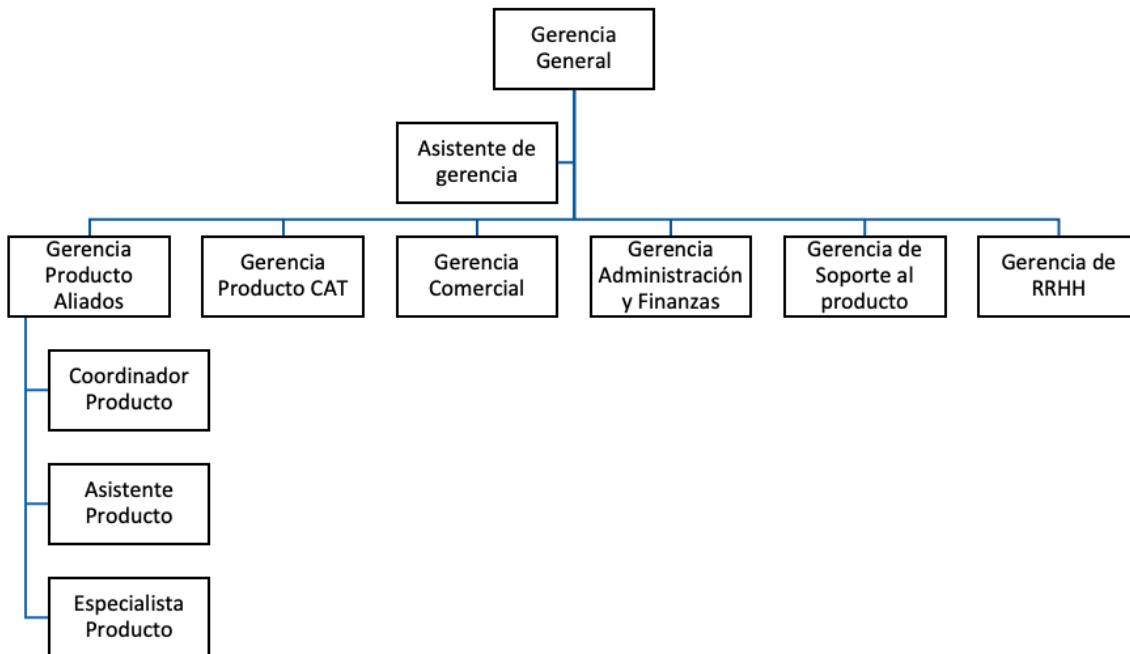 Gerencia
General
Asistente de
gerencia
Gerencia
Producto
Aliados
Gerencia
Producto CAT
Gerencia
Comercial
Gerencia
Administración
y Finanzas
Gerencia de
Soporte al
producto
Gerencia de
RRHH
Coordinador
Producto
Asistente
Producto
Especialista
Producto